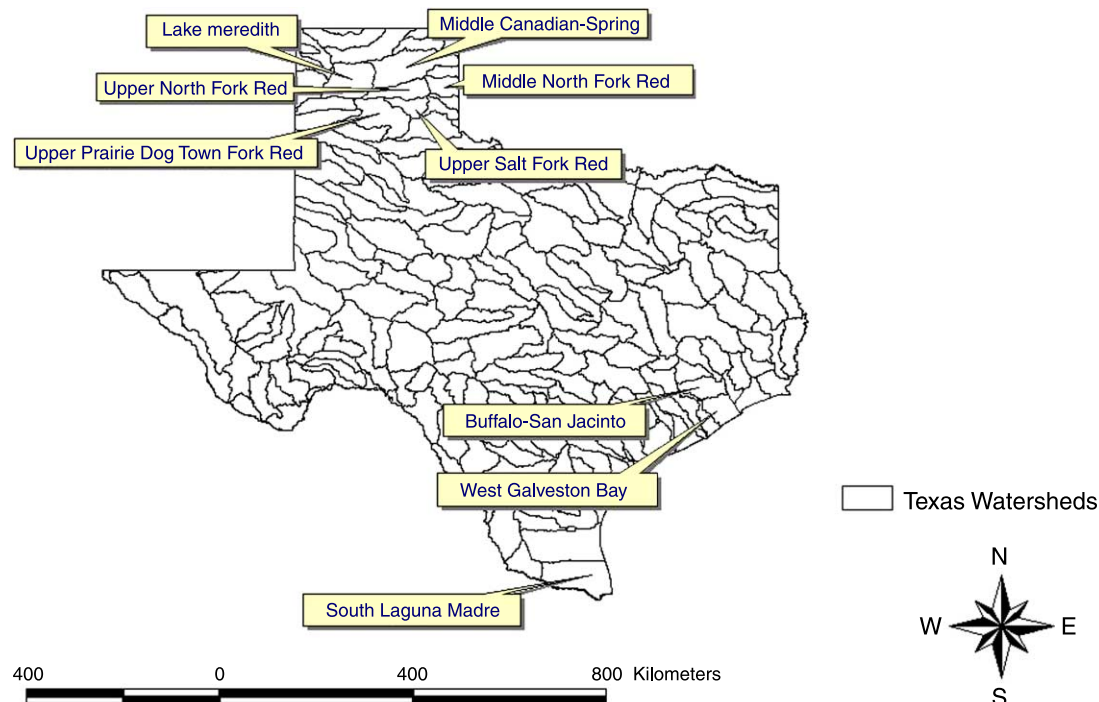 Lake meredith
Middle Canadian-Spring
Upper North Fork Red
Middle North Fork Red
Upper Prairie Dog Town Fork Red
Upper Salt Fork Red
Buffalo-San Jacinto
West Galveston Bay
South Laguna Madre
Texas Watersheds
N
W
E
S
400 0 400 800 Kilometers